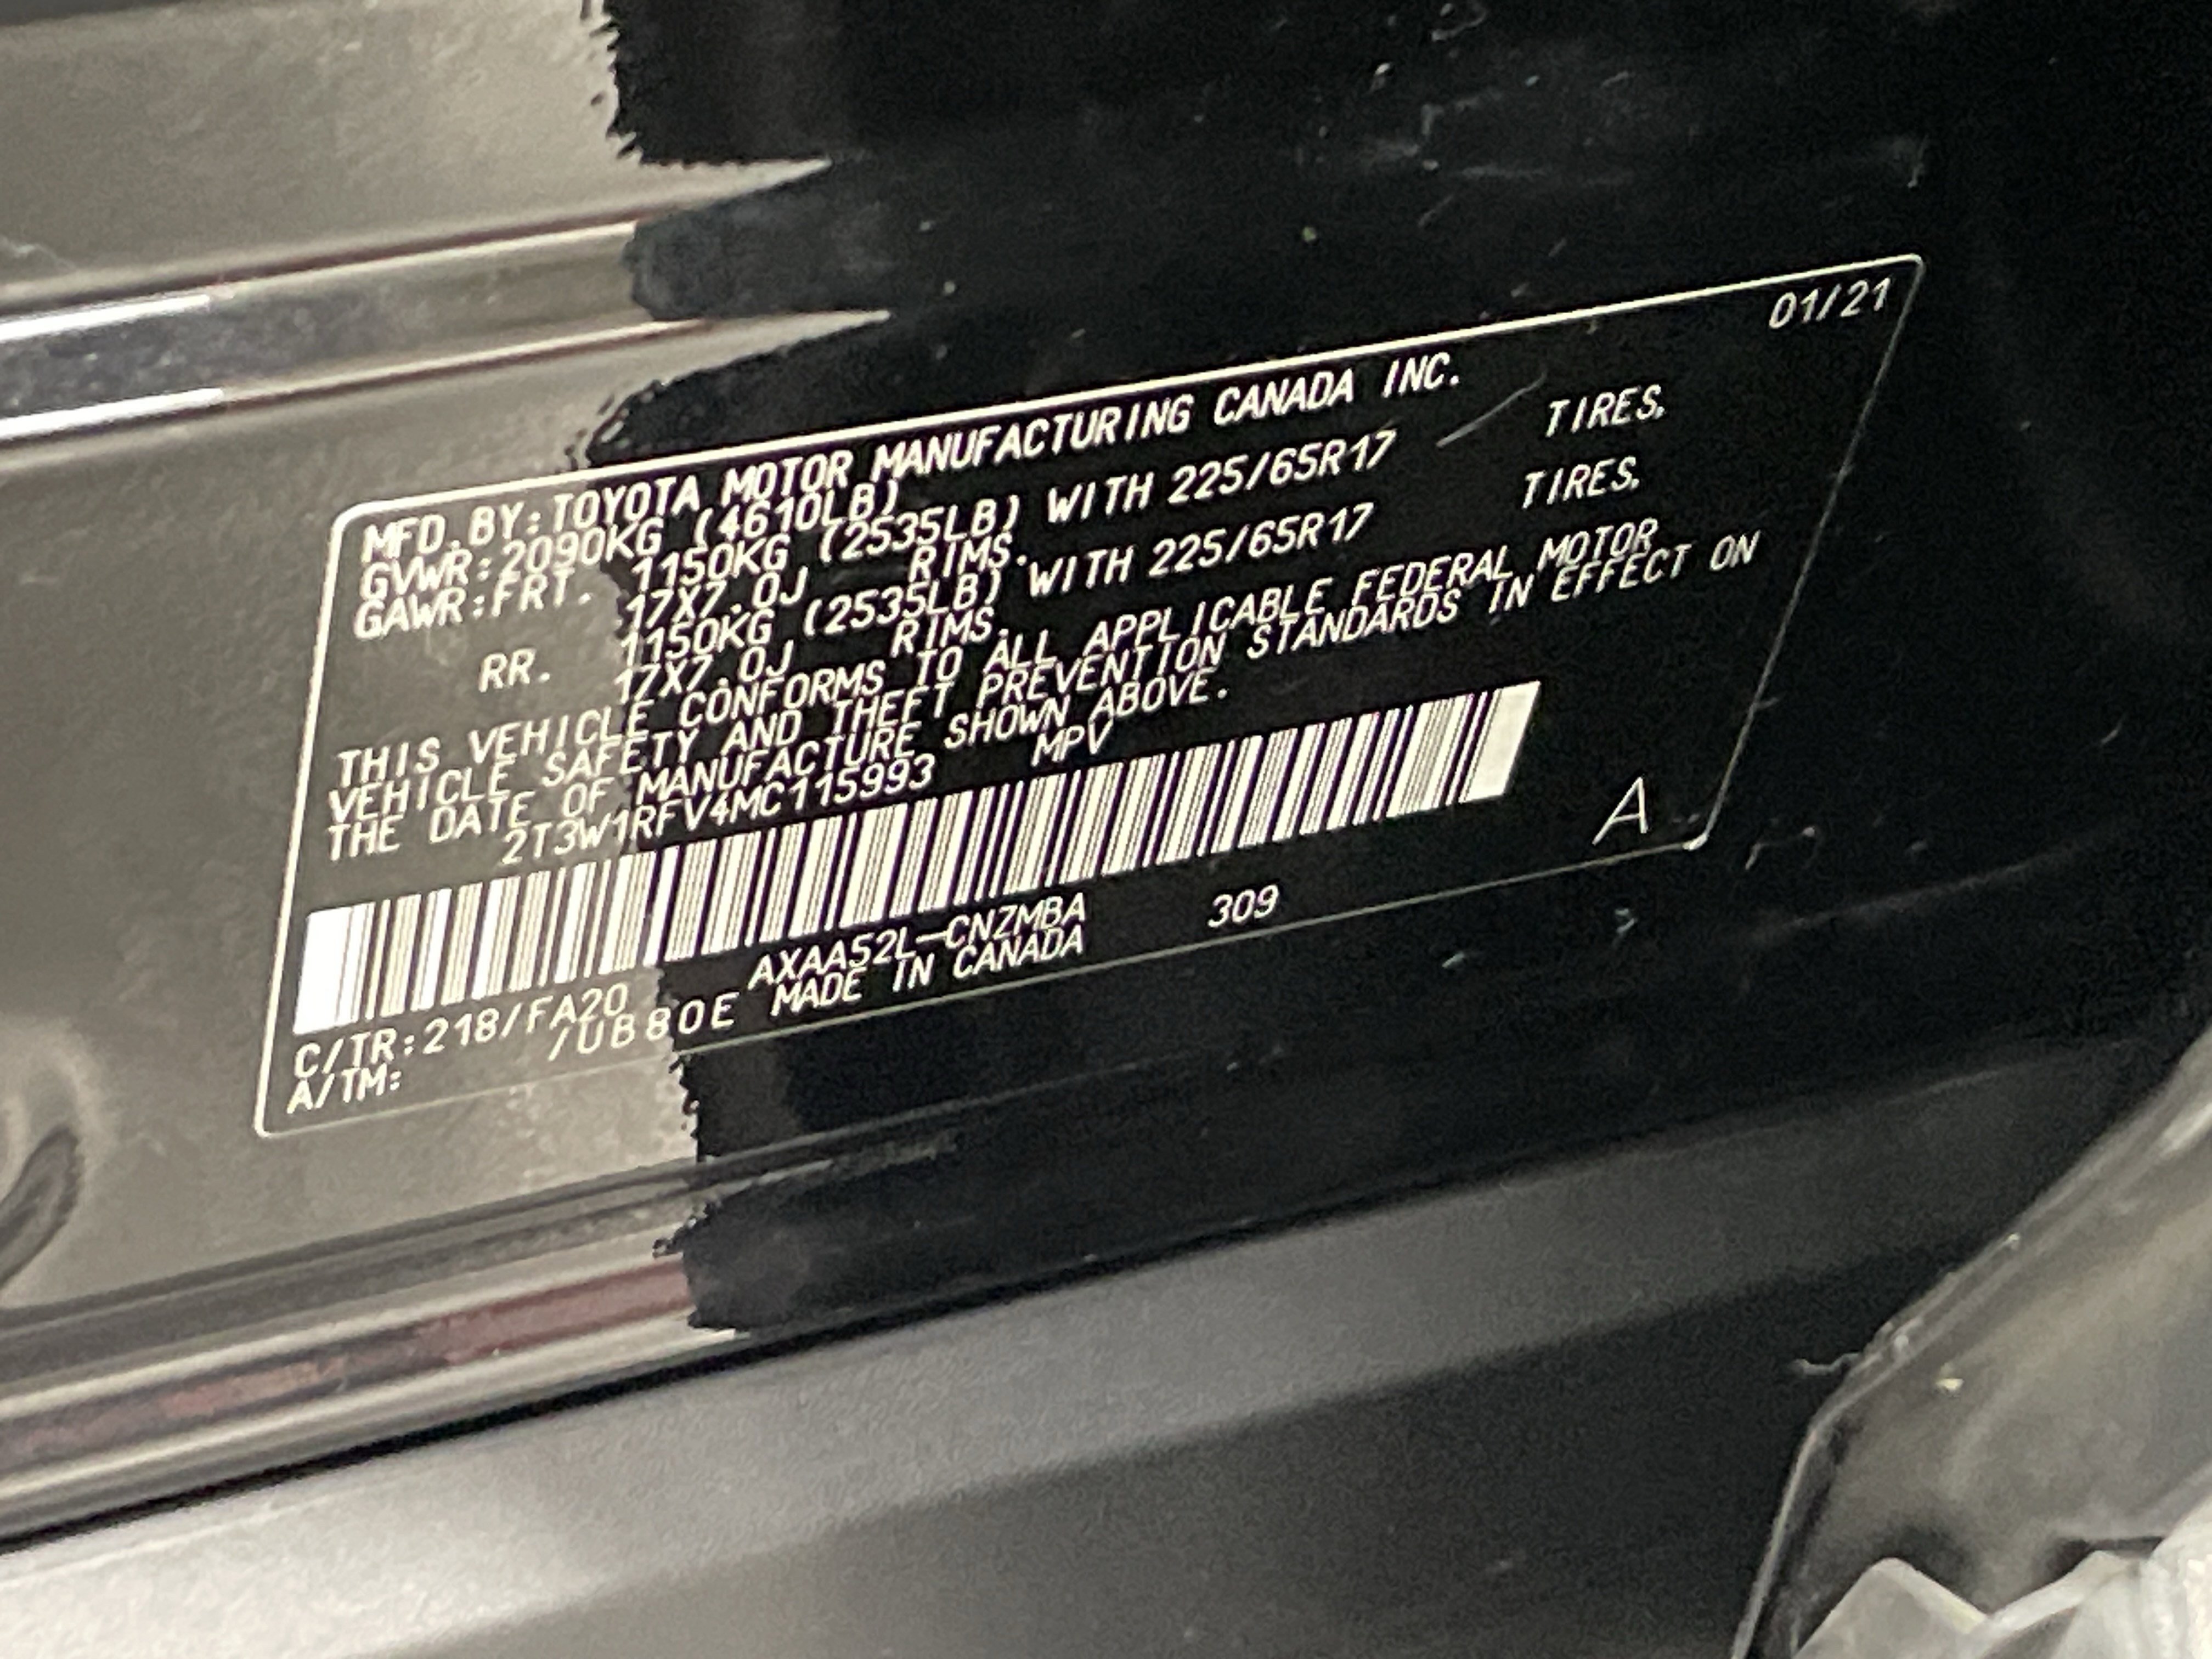 01/21
MFD. BY: TOYOTA MOTOR MANUFACTURING CANADA INC.
GVWR: 2090KG (4610LB)
GAWR: FRT. 1150KG (2535LB) WITH 225/65R17 TIRES,
17X7.0J RIMS.
RR. 1150KG (2535LB) WITH 225/65R17 TIRES,
17X7.0J RIMS.
THIS VEHICLE CONFORMS TO ALL APPLICABLE FEDERAL MOTOR
VEHICLE SAFETY AND THEFT PREVENTION STANDARDS IN EFFECT ON
THE DATE OF MANUFACTURE SHOWN ABOVE.
2T3W1RFV4MC115993 MPV
A
C/TR: 218/FA20 AXAA52L-CNZMBA 309
A/TM: /UB80E MADE IN CANADA